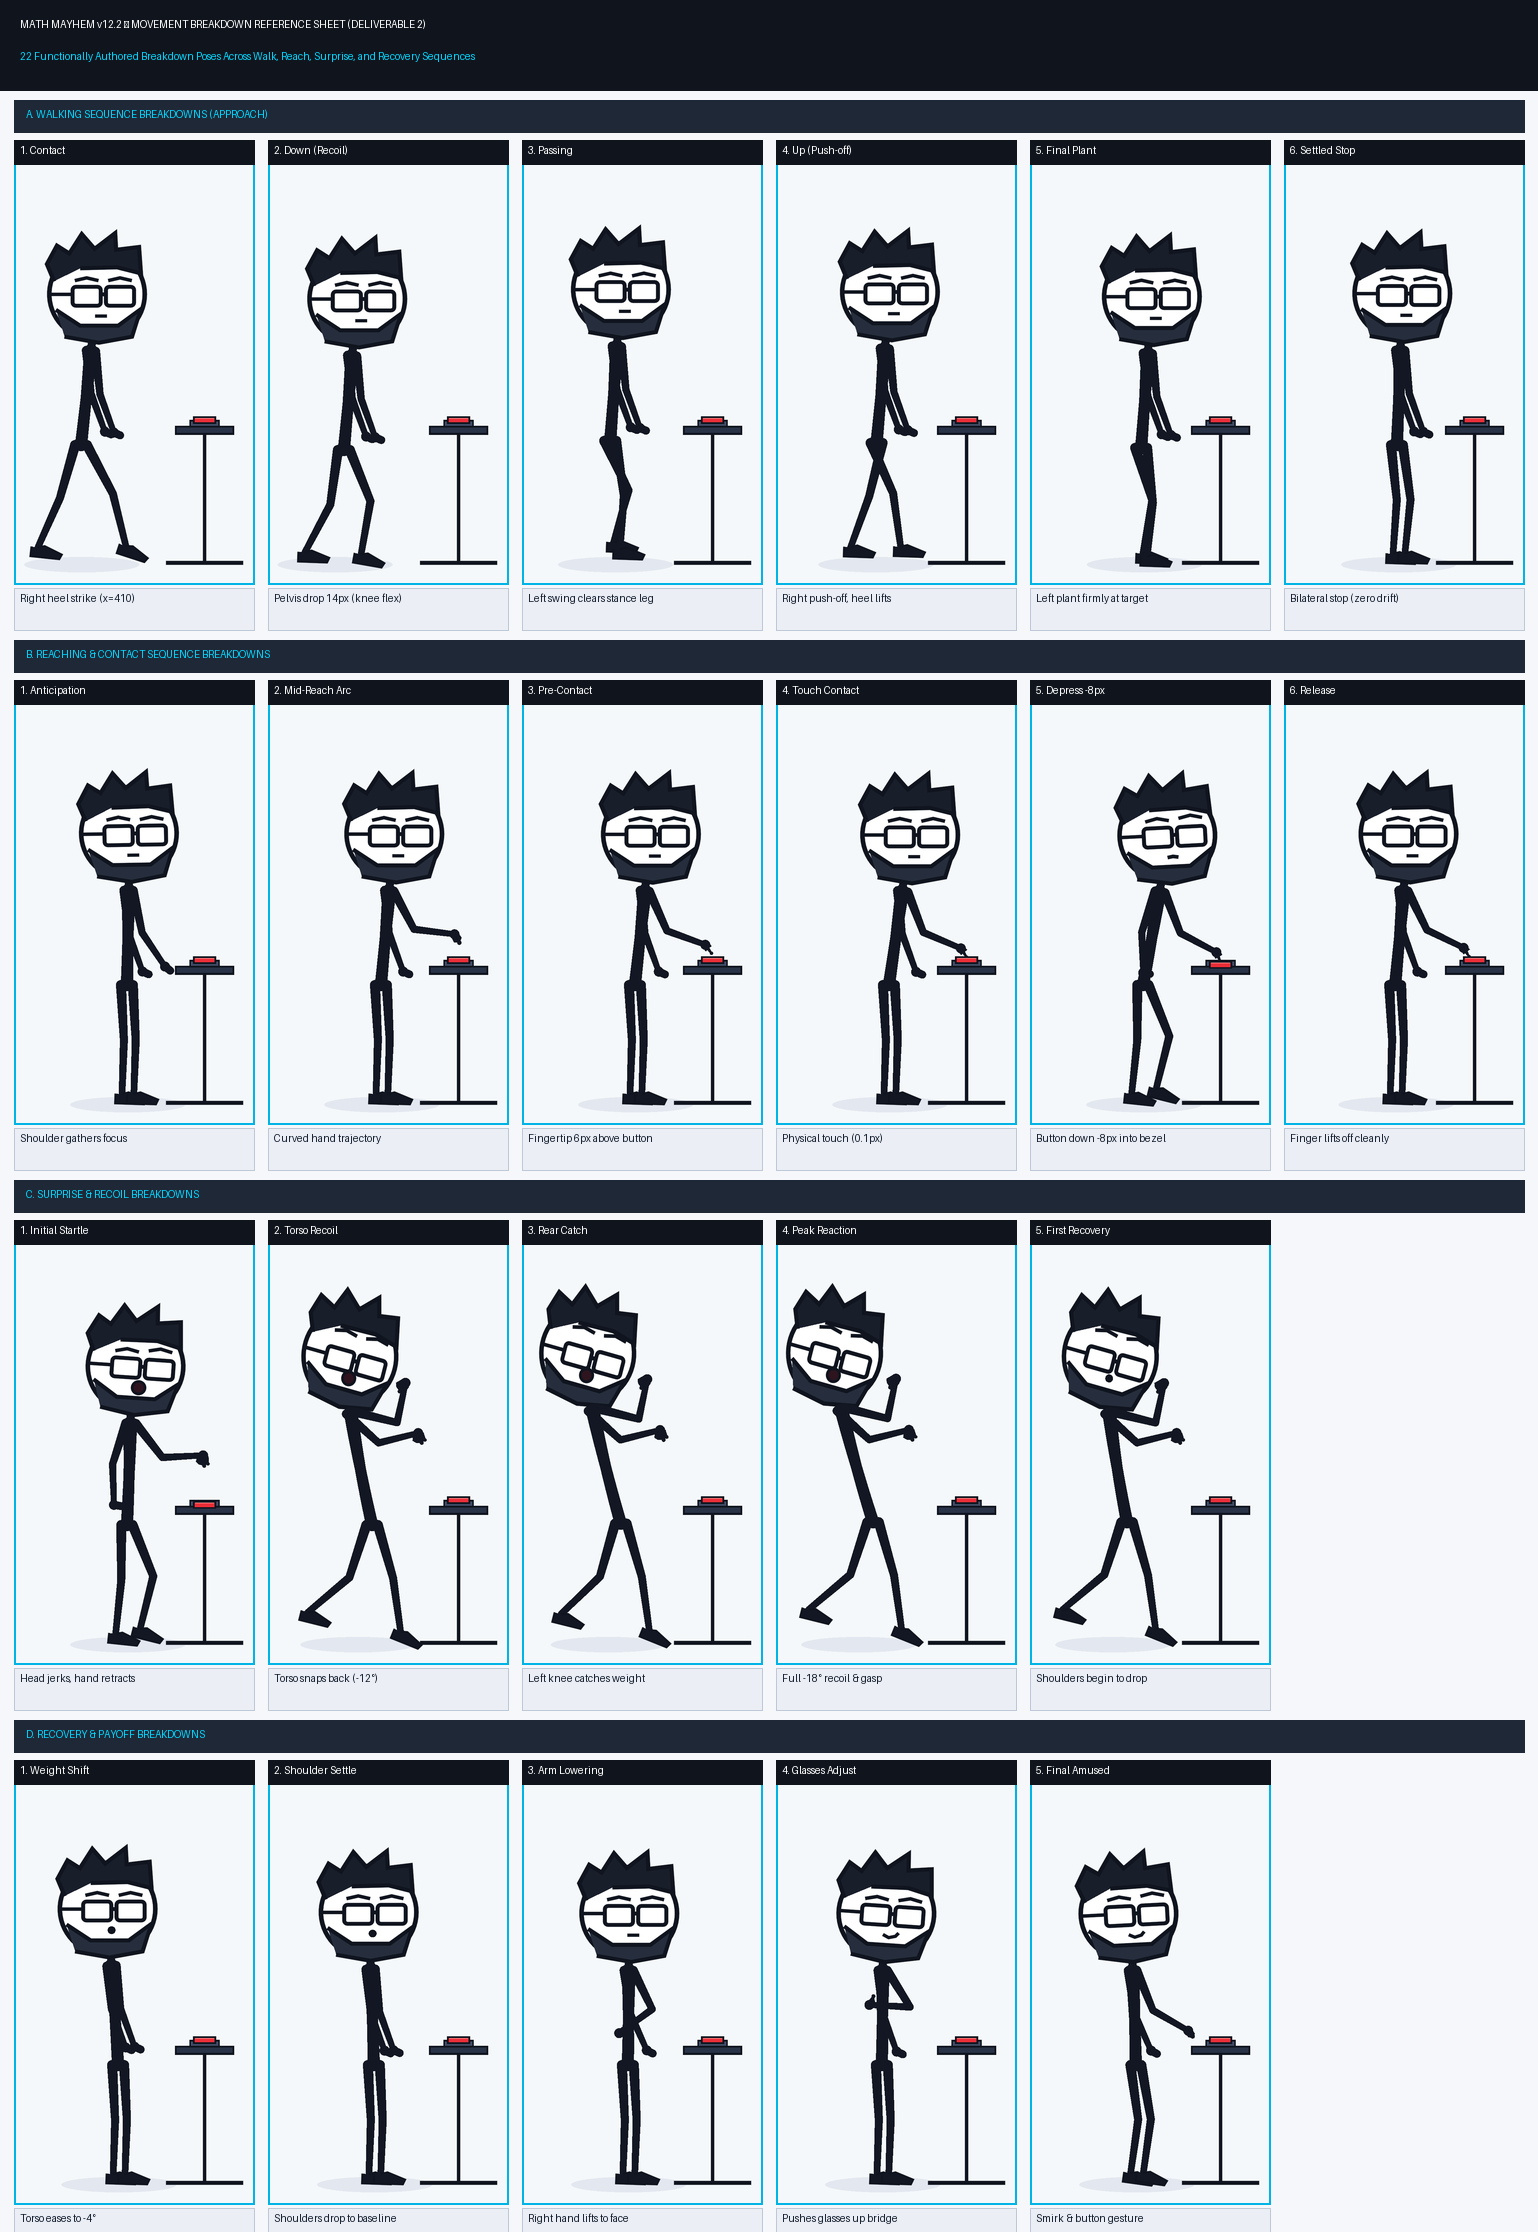 MATH MAYHEM v12.2 ▯ MOVEMENT BREAKDOWN REFERENCE SHEET (DELIVERABLE 2)
22 Functionally Authored Breakdown Poses Across Walk, Reach, Surprise, and Recovery Sequences
A. WALKING SEQUENCE BREAKDOWNS (APPROACH)
1. Contact
2. Down (Recoil)
3. Passing
4. Up (Push-off)
5. Final Plant
6. Settled Stop
Right heel strike (x=410)
Pelvis drop 14px (knee flex)
Left swing clears stance leg
Right push-off, heel lifts
Left plant firmly at target
Bilateral stop (zero drift)
B. REACHING & CONTACT SEQUENCE BREAKDOWNS
1. Anticipation
2. Mid-Reach Arc
3. Pre-Contact
4. Touch Contact
5. Depress -8px
6. Release
Shoulder gathers focus
Curved hand trajectory
Fingertip 6px above button
Physical touch (0.1px)
Button down -8px into bezel
Finger lifts off cleanly
C. SURPRISE & RECOIL BREAKDOWNS
1. Initial Startle
2. Torso Recoil
3. Rear Catch
4. Peak Reaction
5. First Recovery
Head jerks, hand retracts
Torso snaps back (-12°)
Left knee catches weight
Full -18° recoil & gasp
Shoulders begin to drop
D. RECOVERY & PAYOFF BREAKDOWNS
1. Weight Shift
2. Shoulder Settle
3. Arm Lowering
4. Glasses Adjust
5. Final Amused
Torso eases to -4°
Shoulders drop to baseline
Right hand lifts to face
Pushes glasses up bridge
Smirk & button gesture